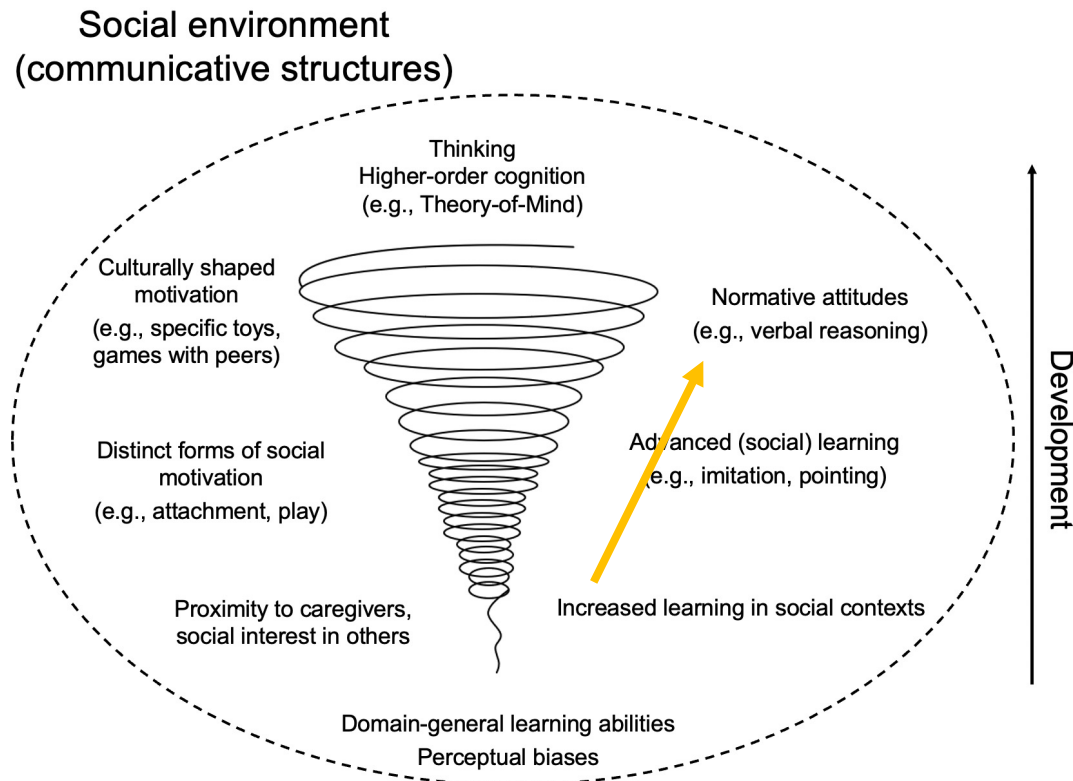 Social environment
(communicative structures)
Thinking
Higher-order cognition
(e.g., Theory-of-Mind)
Culturally shaped
motivation
(e.g., specific toys,
games with peers)
Normative attitudes
(e.g., verbal reasoning)
Distinct forms of social
motivation
(e.g., attachment, play)
Advanced (social) learning
(e.g., imitation, pointing)
Proximity to caregivers,
social interest in others
Increased learning in social contexts
Domain-general learning abilities
Perceptual biases
Development